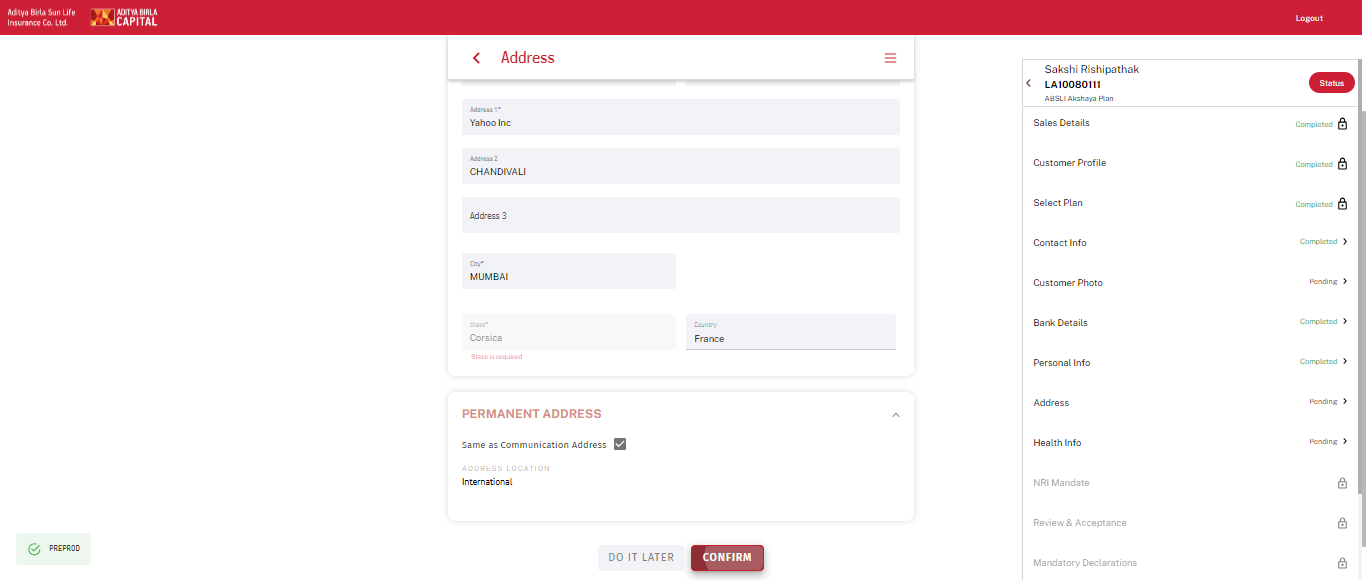 Aditya Birla Sun Life
Insurance Co. Ltd.
ADITYA BIRLA
CAPITAL
Logout
Address
Address 1*
Yahoo Inc
Address 2
CHANDIVALI
Address 3
City*
MUMBAI
State*
Corsica
State is required
Country
France
PERMANENT ADDRESS
Same as Communication Address
ADDRESS LOCATION
International
DO IT LATER
CONFIRM
PREPROD
Sakshi Rishipathak
LA10080111
ABSLI Akshaya Plan
Status
Sales Details Completed
Customer Profile Completed
Select Plan Completed
Contact Info Completed
Customer Photo Pending
Bank Details Completed
Personal Info Completed
Address Pending
Health Info Pending
NRI Mandate
Review & Acceptance
Mandatory Declarations